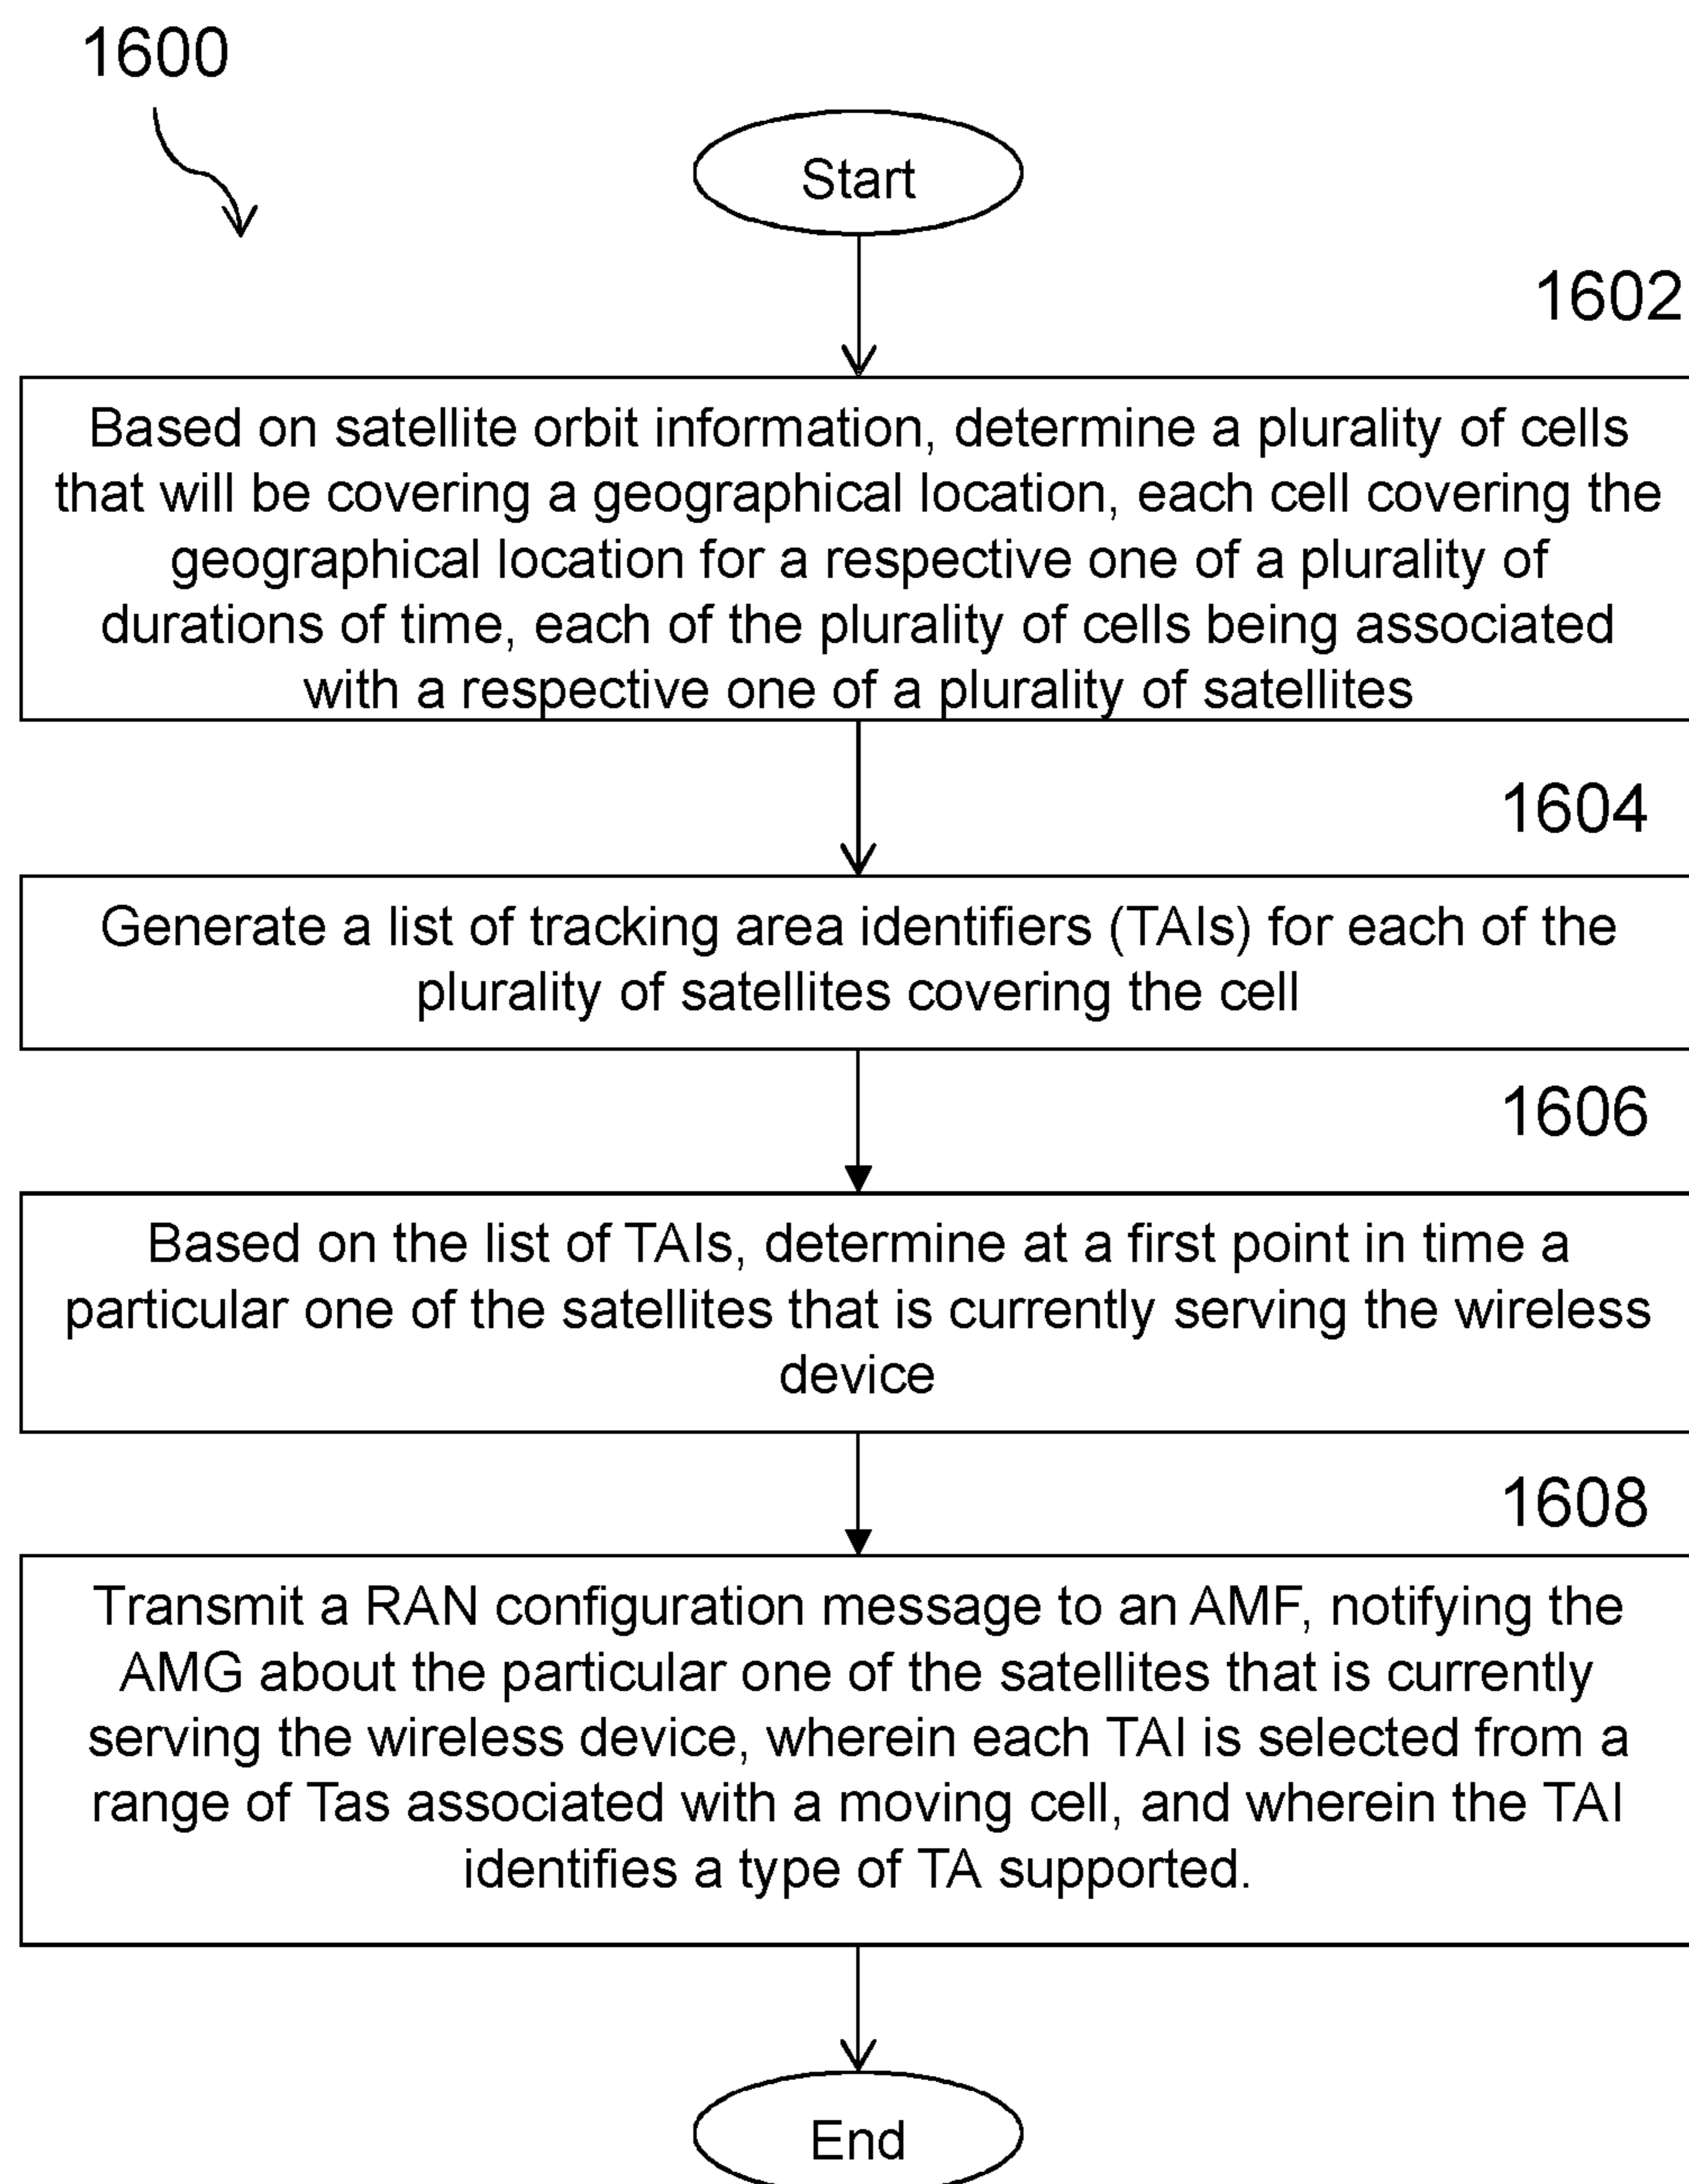 1600
Start
1602
Based on satellite orbit information, determine a plurality of cells
that will be covering a geographical location, each cell covering the
geographical location for a respective one of a plurality of
durations of time, each of the plurality of cells being associated
with a respective one of a plurality of satellites
1604
Generate a list of tracking area identifiers (TAIs) for each of the
plurality of satellites covering the cell
1606
Based on the list of TAIs, determine at a first point in time a
particular one of the satellites that is currently serving the wireless
device
1608
Transmit a RAN configuration message to an AMF, notifying the
AMG about the particular one of the satellites that is currently
serving the wireless device, wherein each TAI is selected from a
range of Tas associated with a moving cell, and wherein the TAI
identifies a type of TA supported.
End